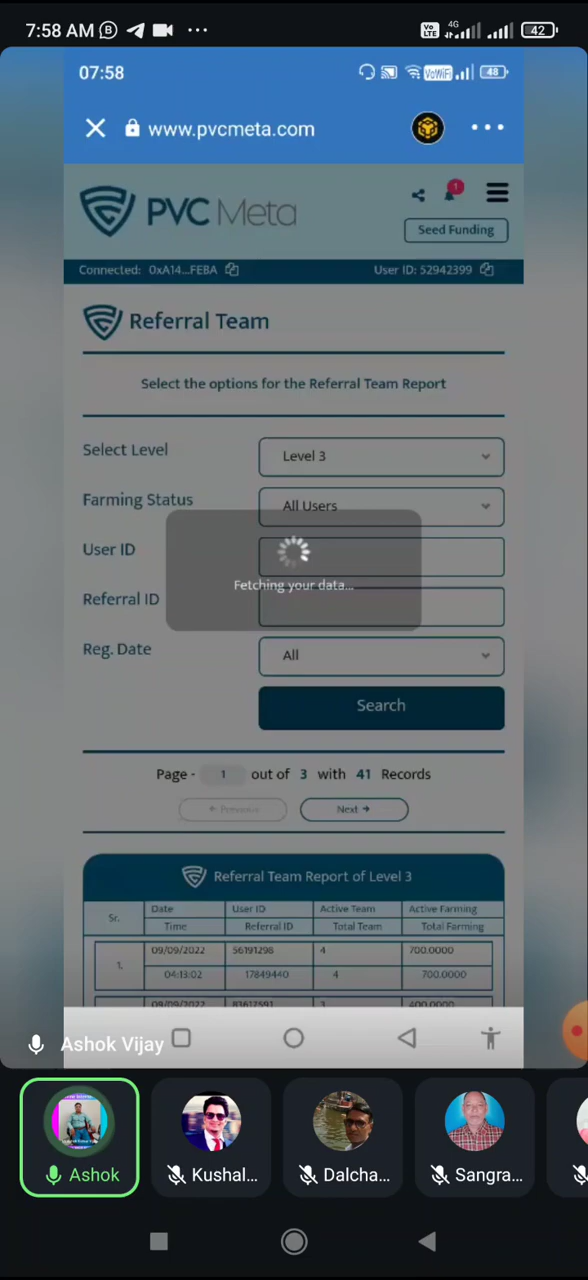 7:58 AM
4G
Vo LTE
42
07:58
VoWiFi
48
www.pvcmeta.com
PVC Meta
1
Seed Funding
Connected: 0xA14...FEBA
User ID: 52942399
Referral Team
Select the options for the Referral Team Report
Select Level
Level 3
Farming Status
All Users
User ID
Fetching your data...
Referral ID
Reg. Date
All
Search
Page - 1 out of 3 with 41 Records
← Previous
Next →
Referral Team Report of Level 3
Sr.
Date
User ID
Active Team
Active Farming
Time
Referral ID
Total Team
Total Farming
1.
09/09/2022
56191298
4
700.0000
04:13:02
17849440
4
700.0000
09/09/2022
83612591
3
400.0000
Ashok Vijay
Ashok
Kushal...
Dalcha...
Sangra...